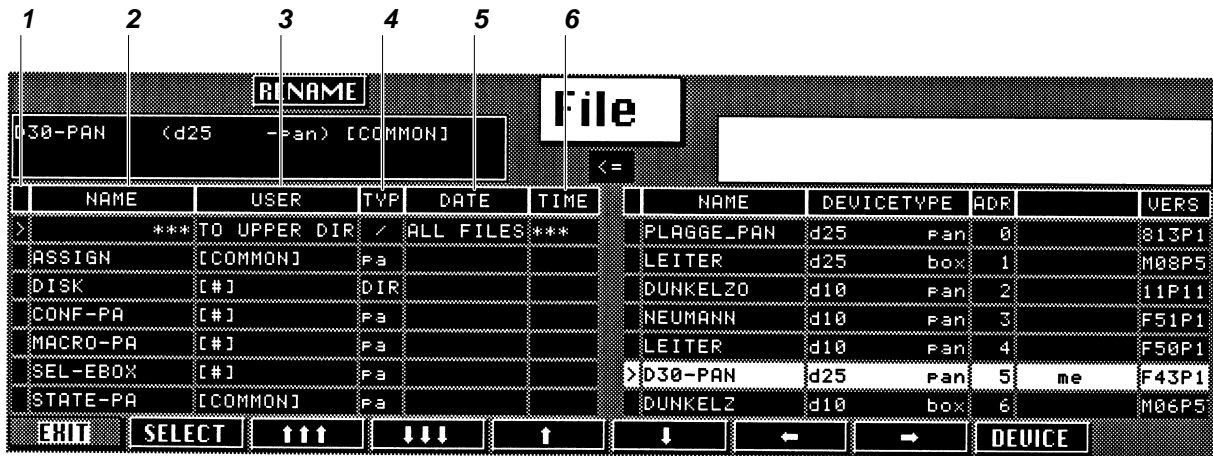 1 2 3 4 5 6
RENAME
File
D30-PAN (d25 -pan) [COMMON]
<=
NAME USER TYP DATE TIME
> *** TO UPPER DIR / ALL FILES ***
ASSIGN [COMMON] pa
DISK [#] DIR
CONF-PA [#] pa
MACRO-PA [#] pa
SEL-EBOX [#] pa
STATE-PA [COMMON] pa
NAME DEVICETYPE ADR VERS
PLAGGE_PAN d25 pan 0 813P1
LEITER d25 box 1 M08P5
DUNKELZO d10 pan 2 11P11
NEUMANN d10 pan 3 F51P1
LEITER d10 pan 4 F50P1
> D30-PAN d25 pan 5 me F43P1
DUNKELZ d10 box 6 M06P5
EXIT SELECT ⬆⬆⬆ ⬇⬇⬇ ⬆ ⬇ ⬅ ➡ DEVICE